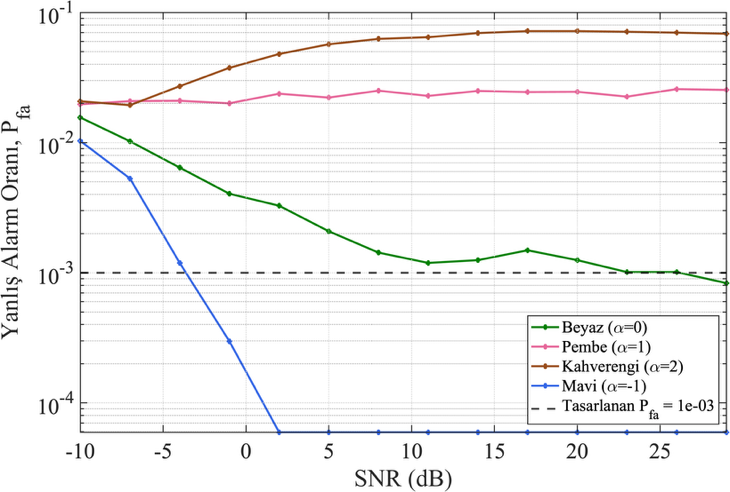 10^-1
10^-2
10^-3
10^-4
Yanlış Alarm Oranı, P_fa
-10 -5 0 5 10 15 20 25
SNR (dB)
Beyaz (α=0)
Pembe (α=1)
Kahverengi (α=2)
Mavi (α=-1)
Tasarlanan P_fa = 1e-03